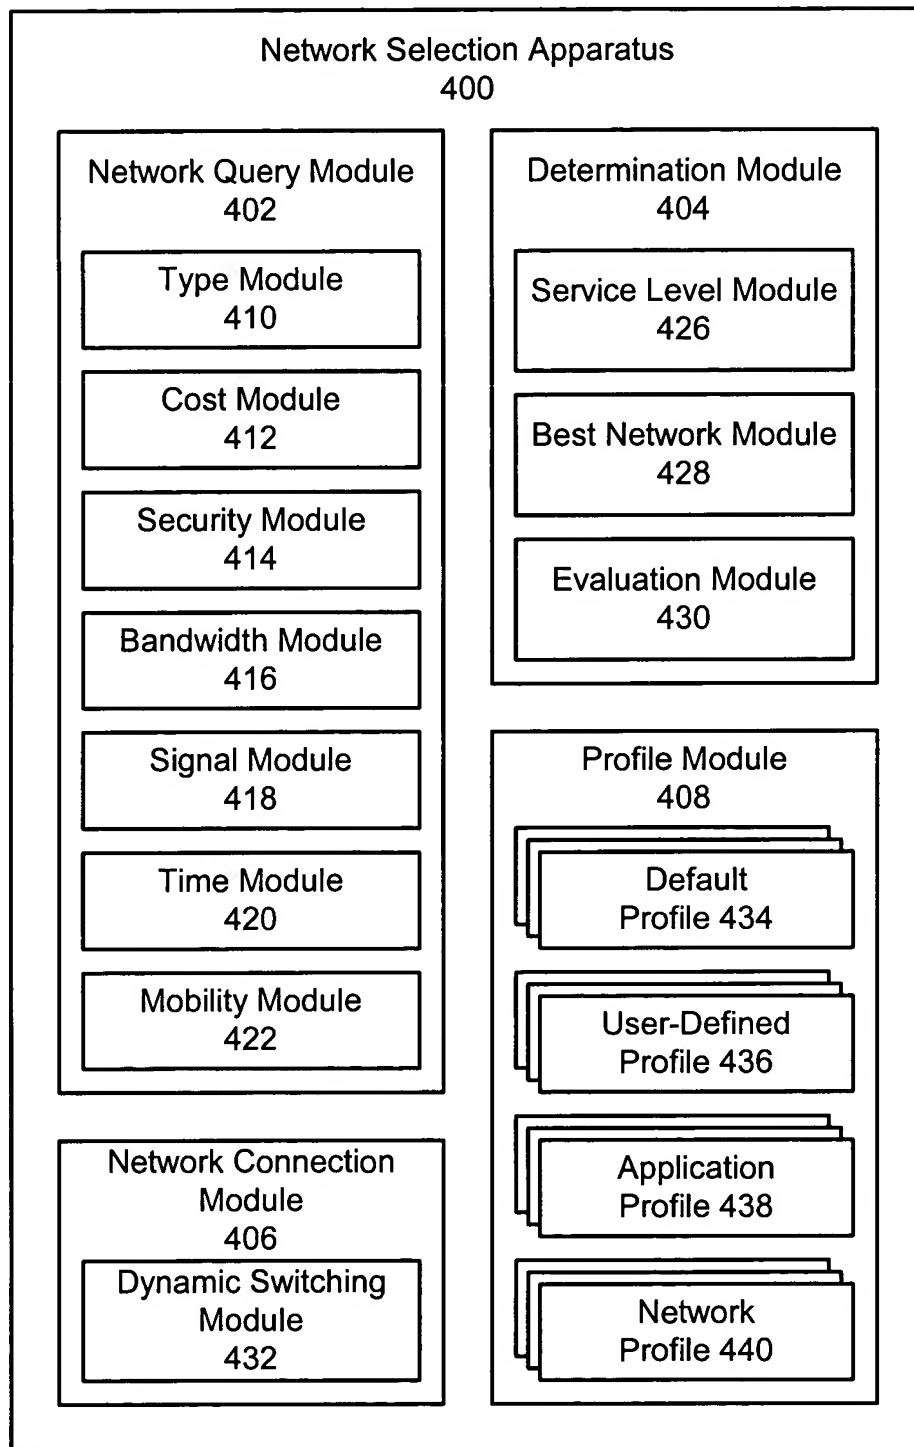 Network Selection Apparatus
400
Network Query Module
402
Type Module
410
Cost Module
412
Security Module
414
Bandwidth Module
416
Signal Module
418
Time Module
420
Mobility Module
422
Network Connection
Module
406
Dynamic Switching
Module
432
Determination Module
404
Service Level Module
426
Best Network Module
428
Evaluation Module
430
Profile Module
408
Default
Profile 434
User-Defined
Profile 436
Application
Profile 438
Network
Profile 440